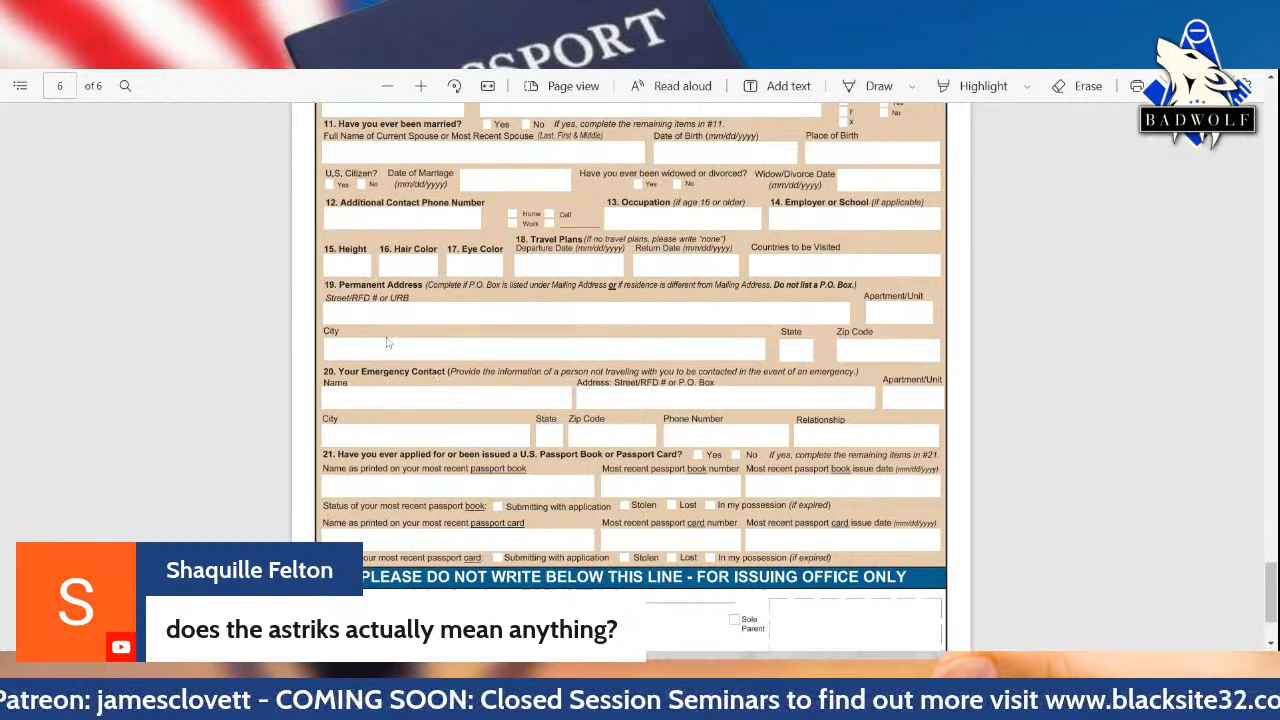 SSPORT
6 of 6
Page view
Read aloud
Add text
Draw
Highlight
Erase
BADWOLF
F
X
Yes
No
11. Have you ever been married? Yes No If yes, complete the remaining items in #11.
Full Name of Current Spouse or Most Recent Spouse (Last, First & Middle) Date of Birth (mm/dd/yyyy) Place of Birth
U.S. Citizen? Date of Marriage Have you ever been widowed or divorced? Widow/Divorce Date
Yes No (mm/dd/yyyy) Yes No (mm/dd/yyyy)
12. Additional Contact Phone Number 13. Occupation (if age 16 or older) 14. Employer or School (if applicable)
Home Cell
Work
15. Height 16. Hair Color 17. Eye Color 18. Travel Plans (If no travel plans, please write "none")
Departure Date (mm/dd/yyyy) Return Date (mm/dd/yyyy) Countries to be Visited
19. Permanent Address (Complete if P.O. Box is listed under Mailing Address or if residence is different from Mailing Address. Do not list a P.O. Box.)
Street/RFD # or URB Apartment/Unit
City State Zip Code
20. Your Emergency Contact (Provide the information of a person not traveling with you to be contacted in the event of an emergency.)
Name Address: Street/RFD # or P.O. Box Apartment/Unit
City State Zip Code Phone Number Relationship
21. Have you ever applied for or been issued a U.S. Passport Book or Passport Card? Yes No If yes, complete the remaining items in #21.
Name as printed on your most recent passport book Most recent passport book number Most recent passport book issue date (mm/dd/yyyy)
Status of your most recent passport book: Submitting with application Stolen Lost In my possession (if expired)
Name as printed on your most recent passport card Most recent passport card number Most recent passport card issue date (mm/dd/yyyy)
your most recent passport card: Submitting with application Stolen Lost In my possession (if expired)
PLEASE DO NOT WRITE BELOW THIS LINE - FOR ISSUING OFFICE ONLY
Sole
Parent
S
Shaquille Felton
does the astriks actually mean anything?
Patreon: jamesclovett - COMING SOON: Closed Session Seminars to find out more visit www.blacksite32.co